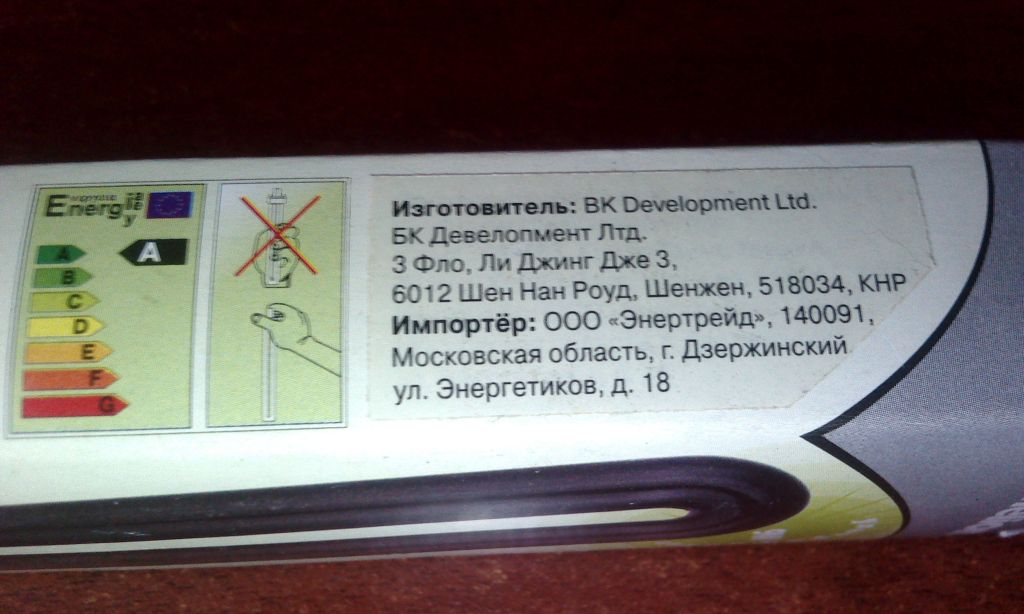 Energy
A
A
B
C
D
E
F
G
Изготовитель: BK Development Ltd.
БК Девелопмент Лтд.
3 Фло, Ли Джинг Дже 3,
6012 Шен Нан Роуд, Шенжен, 518034, КНР
Импортёр: ООО «Энертрейд», 140091,
Московская область, г. Дзержинский
ул. Энергетиков, д. 18